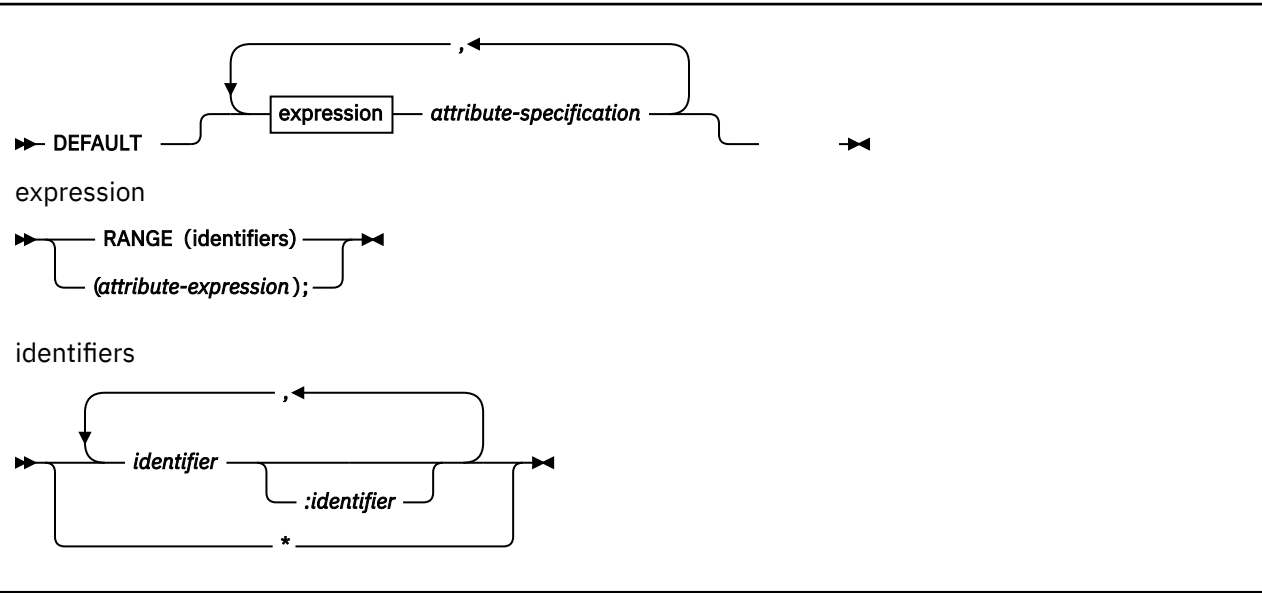 ,
expression attribute-specification
DEFAULT
expression
RANGE (identifiers)
(attribute-expression);
identifiers
,
identifier
:identifier
*